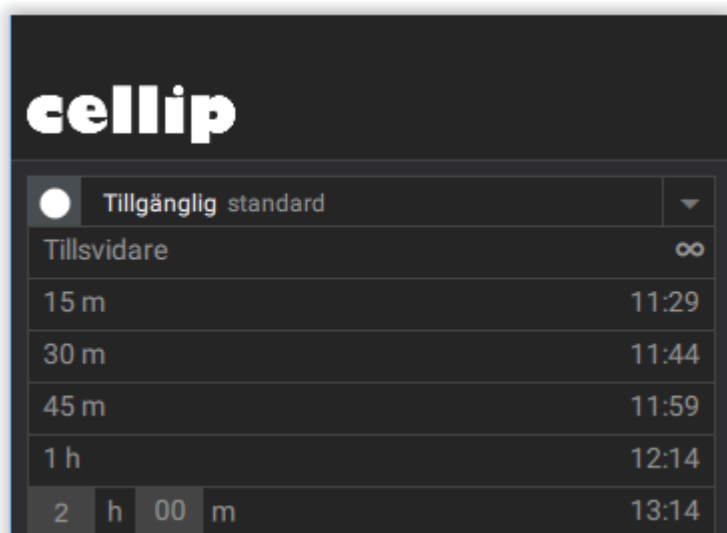 cellip
Tillgänglig standard
Tillsvidare ∞
15 m 11:29
30 m 11:44
45 m 11:59
1 h 12:14
2 h 00 m 13:14